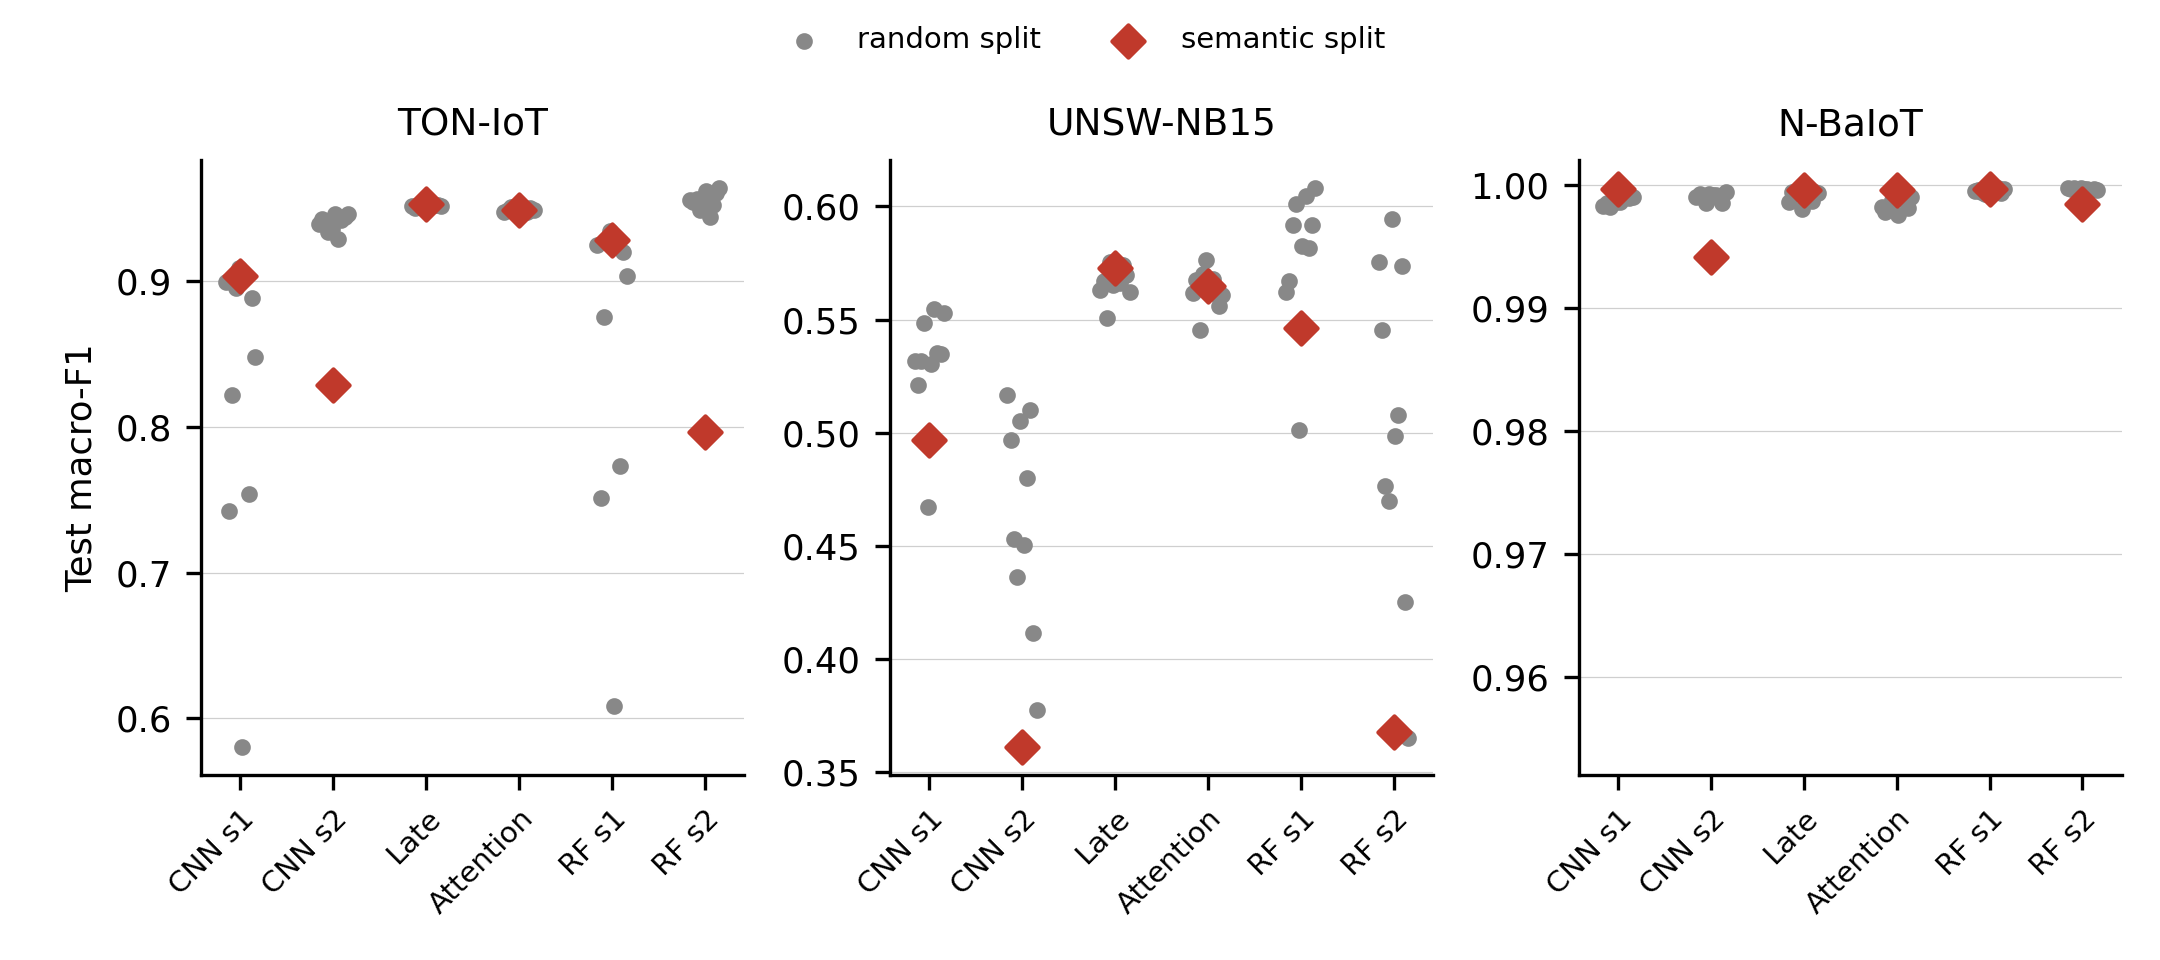 random split
semantic split
TON-IoT
UNSW-NB15
N-BaIoT
Test macro-F1
0.9
0.8
0.7
0.6
0.60
0.55
0.50
0.45
0.40
0.35
1.00
0.99
0.98
0.97
0.96
CNN s1
CNN s2
Late
Attention
RF s1
RF s2
CNN s1
CNN s2
Late
Attention
RF s1
RF s2
CNN s1
CNN s2
Late
Attention
RF s1
RF s2